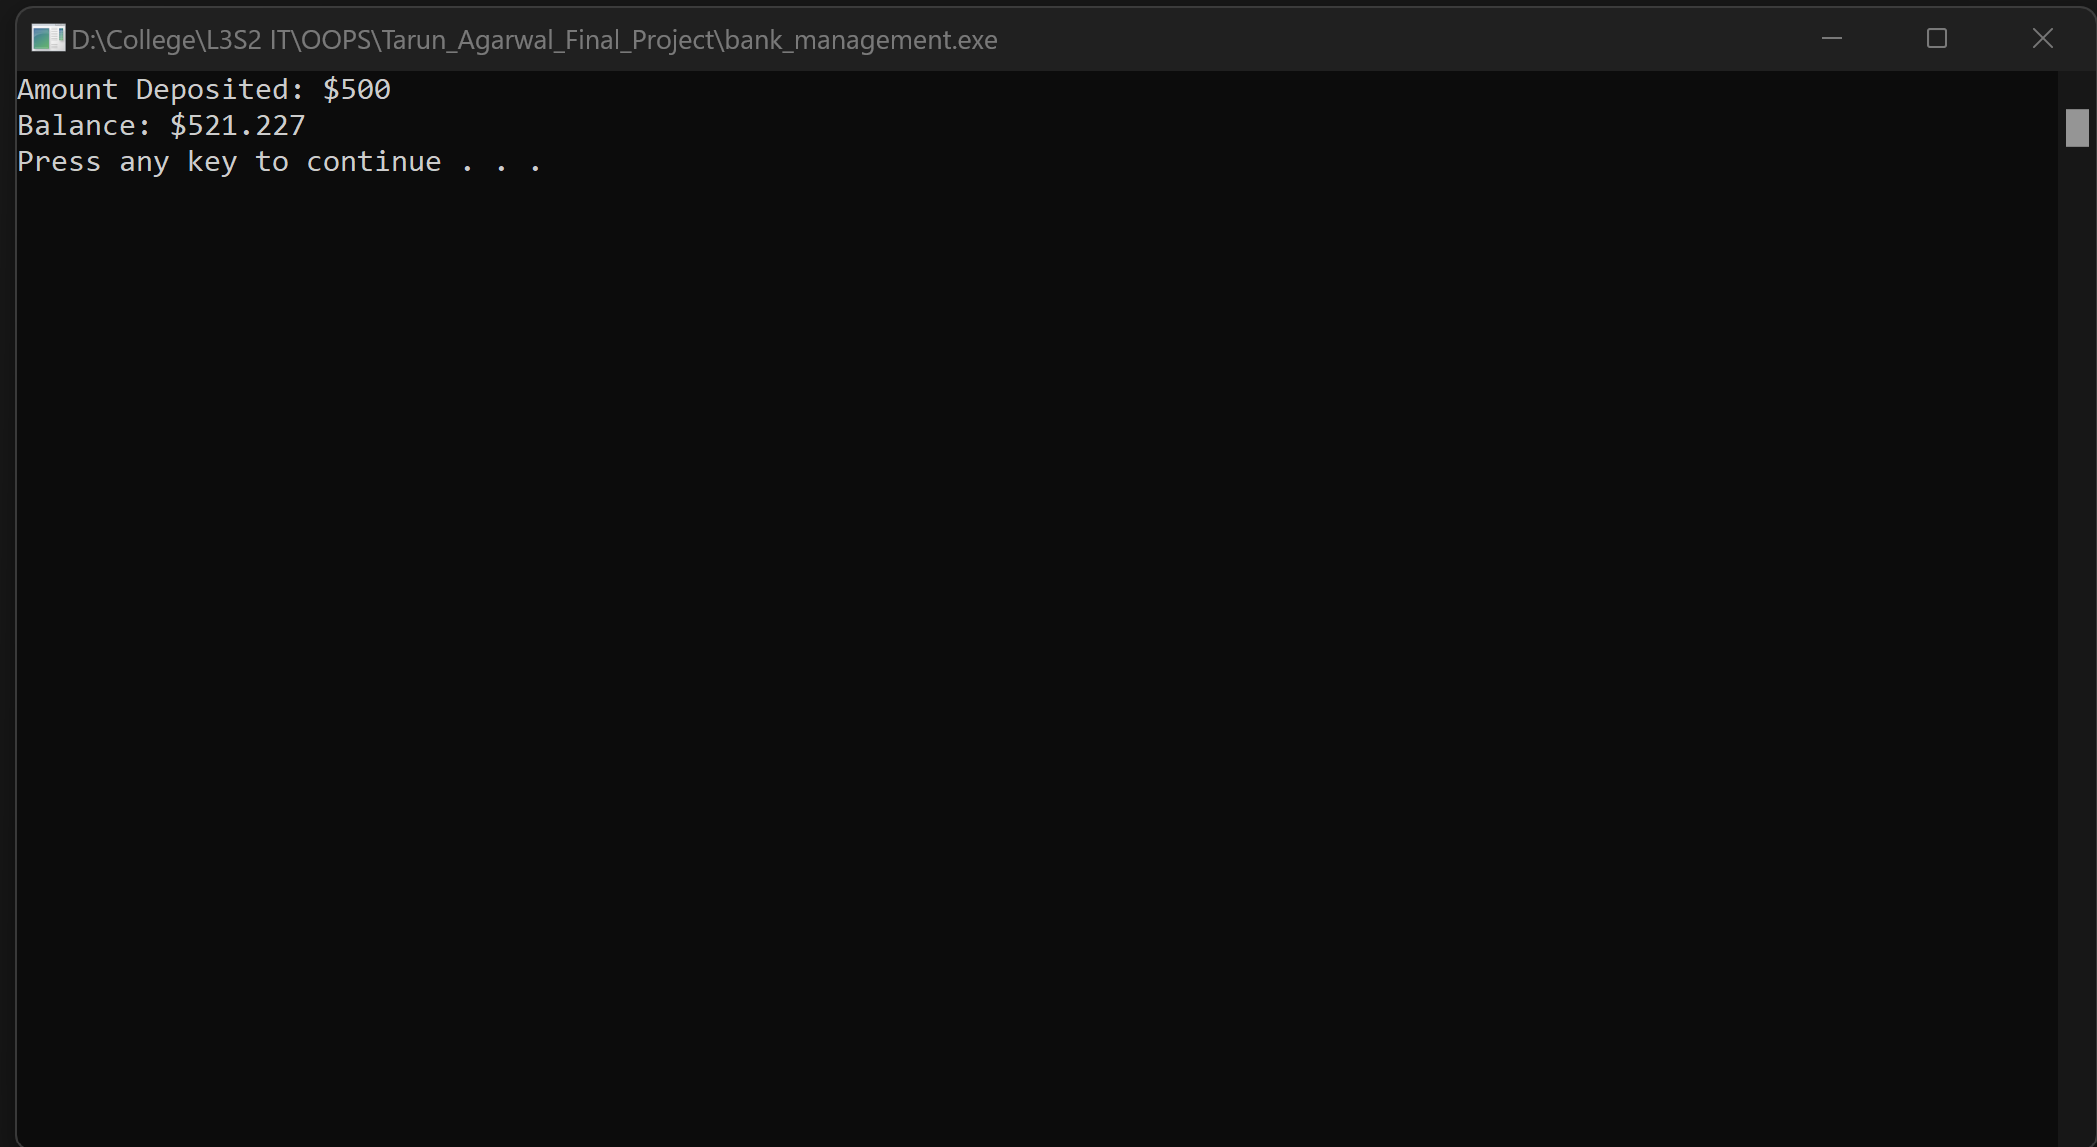 D:\College\L3S2 IT\OOPS\Tarun_Agarwal_Final_Project\bank_management.exe
Amount Deposited: $500
Balance: $521.227
Press any key to continue . . .